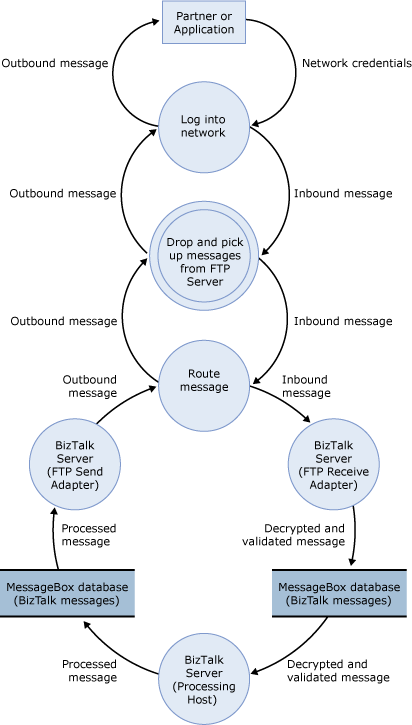 Partner or
Application
Outbound message
Network credentials
Log into
network
Outbound message
Inbound message
Drop and pick
up messages
from FTP
Server
Outbound message
Inbound message
Route
message
Outbound
message
Inbound
message
BizTalk
Server
(FTP Send
Adapter)
BizTalk
Server
(FTP Receive
Adapter)
Processed
message
Decrypted and
validated message
MessageBox database
(BizTalk messages)
MessageBox database
(BizTalk messages)
Processed
message
BizTalk
Server
(Processing
Host)
Decrypted and
validated message